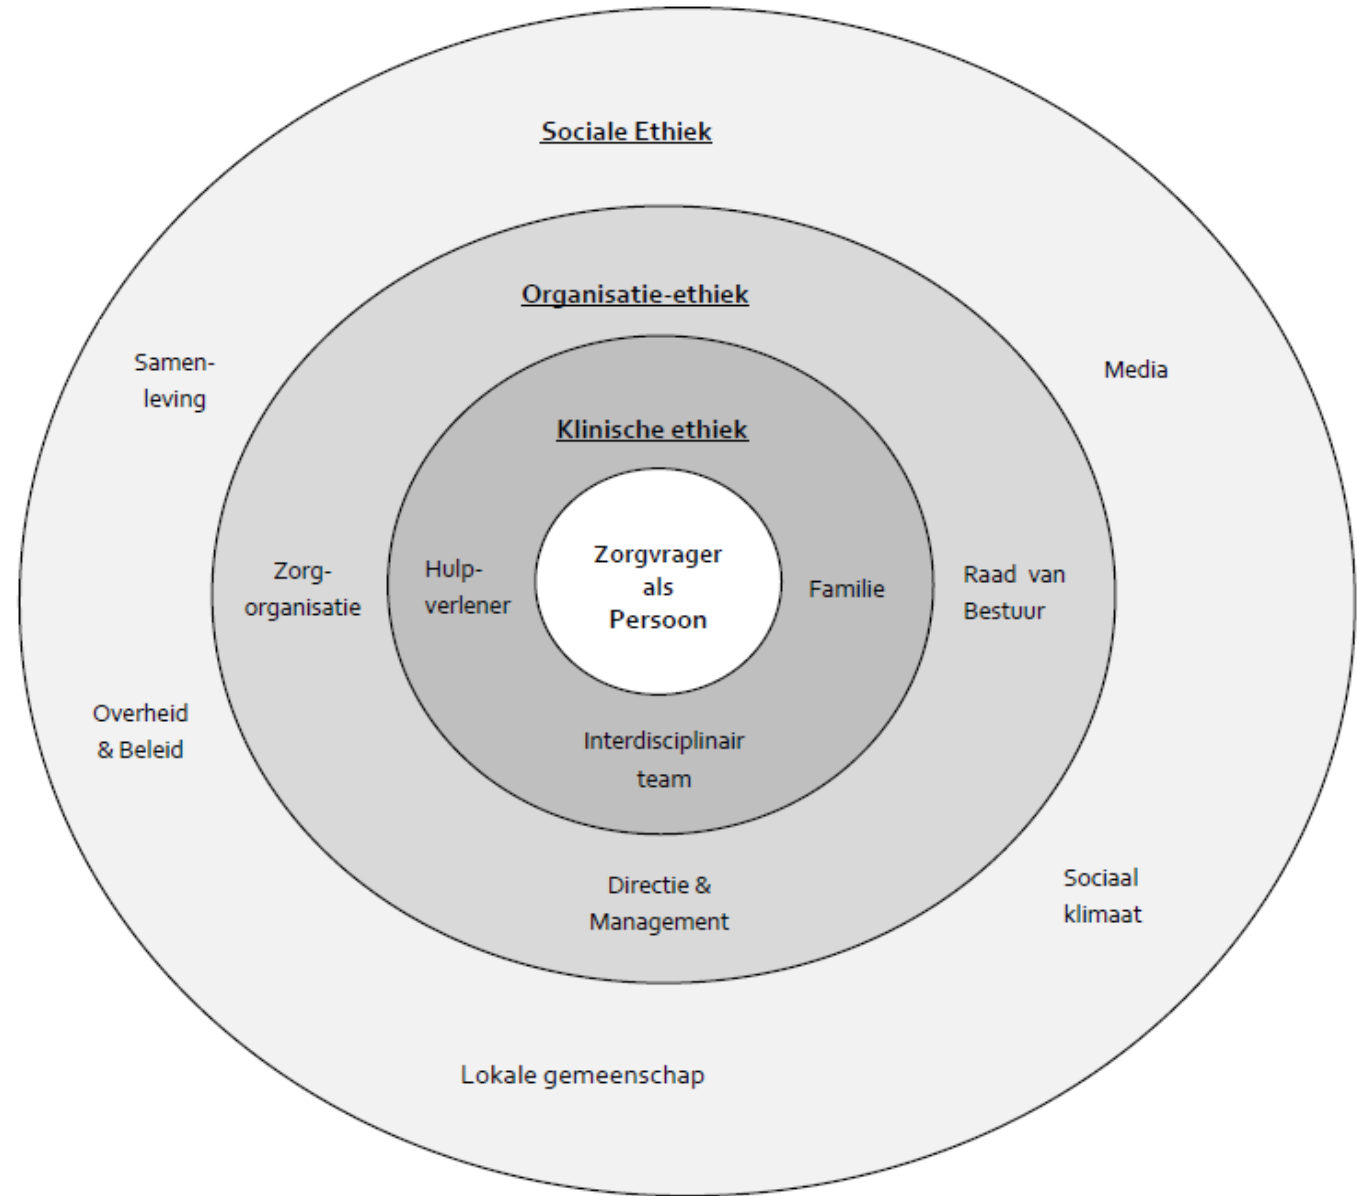 Sociale Ethiek
Organisatie-ethiek
Samen-
leving
Media
Klinische ethiek
Zorgvrager
als
Persoon
Zorg-
organisatie
Hulp-
verlener
Familie
Raad van
Bestuur
Overheid
& Beleid
Interdisciplinair
team
Directie &
Management
Sociaal
klimaat
Lokale gemeenschap